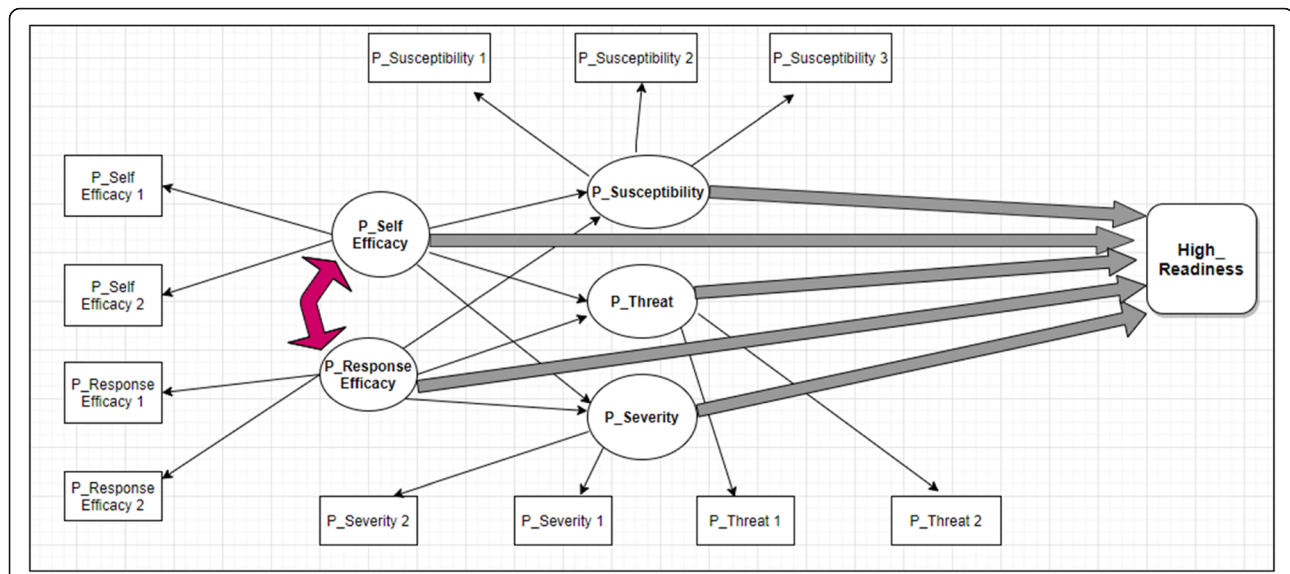 P_Susceptibility 1
P_Susceptibility 2
P_Susceptibility 3
P_Self
Efficacy 1
P_Susceptibility
P_Self
Efficacy
High_
Readiness
P_Self
Efficacy 2
P_Threat
P_Response
Efficacy
P_Response
Efficacy 1
P_Severity
P_Response
Efficacy 2
P_Severity 2
P_Severity 1
P_Threat 1
P_Threat 2